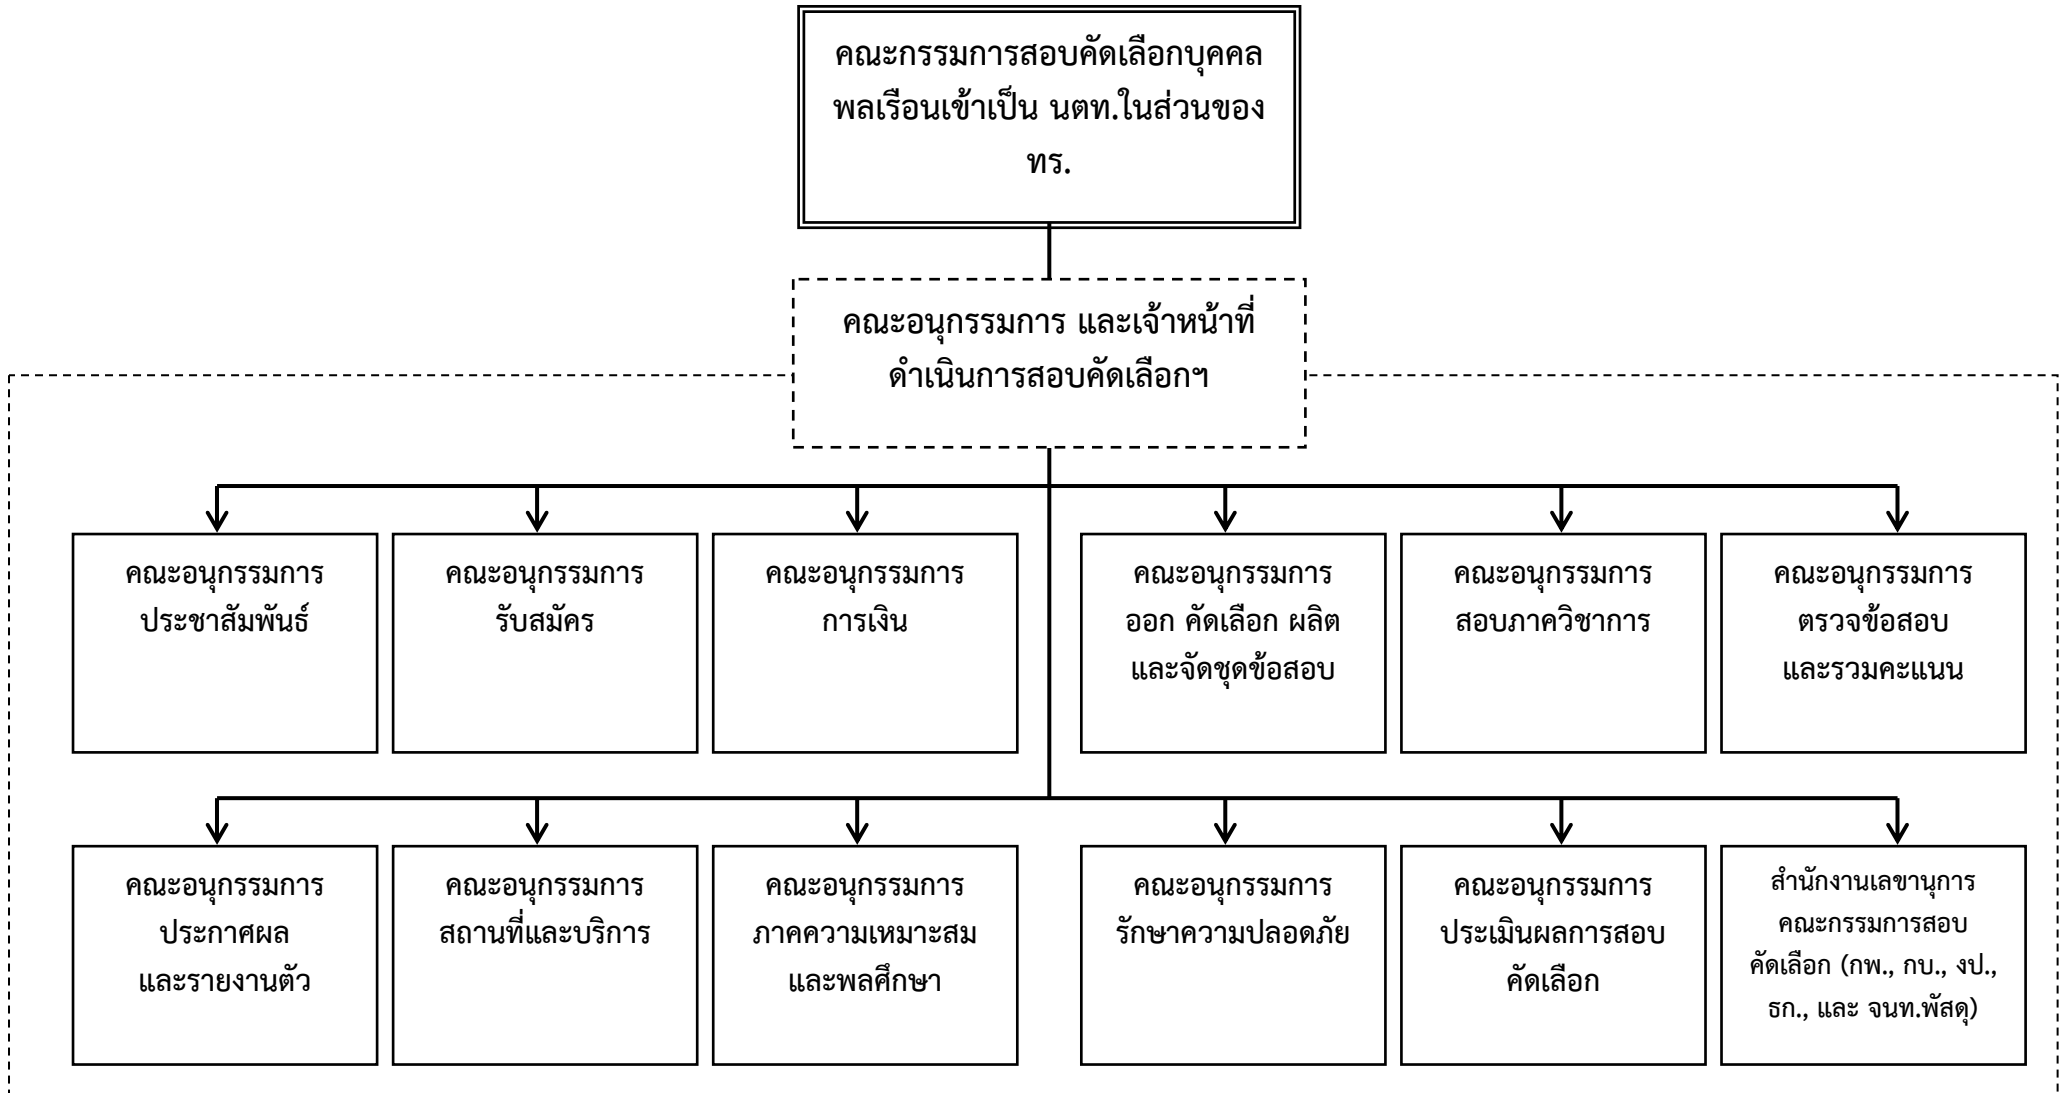 คณะกรรมการสอบคัดเลือกบุคคล
พลเรือนเข้าเป็น นตท.ในส่วนของ
ทร.
คณะอนุกรรมการ และเจ้าหน้าที่
ดำเนินการสอบคัดเลือกฯ
คณะอนุกรรมการ
ประชาสัมพันธ์
คณะอนุกรรมการ
รับสมัคร
คณะอนุกรรมการ
การเงิน
คณะอนุกรรมการ
ออก คัดเลือก ผลิต
และจัดชุดข้อสอบ
คณะอนุกรรมการ
สอบภาควิชาการ
คณะอนุกรรมการ
ตรวจข้อสอบ
และรวมคะแนน
คณะอนุกรรมการ
ประกาศผล
และรายงานตัว
คณะอนุกรรมการ
สถานที่และบริการ
คณะอนุกรรมการ
ภาคความเหมาะสม
และพลศึกษา
คณะอนุกรรมการ
รักษาความปลอดภัย
คณะอนุกรรมการ
ประเมินผลการสอบ
คัดเลือก
สำนักงานเลขานุการ
คณะกรรมการสอบ
คัดเลือก (กพ., กบ., งป.,
ธก., และ จนท.พัสดุ)